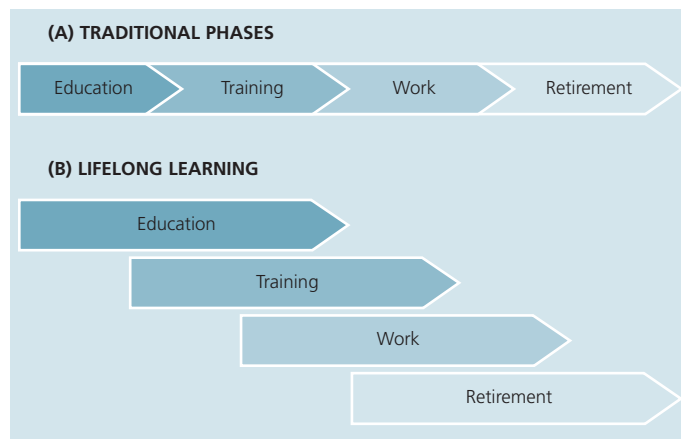 (A) TRADITIONAL PHASES
Education Training Work Retirement
(B) LIFELONG LEARNING
Education
Training
Work
Retirement